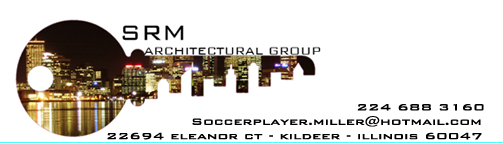 SRM
ARCHITECTURAL GROUP
224 688 3160
Soccerplayer.miller@hotmail.com
22694 eleanor ct - kildeer - illinois 60047